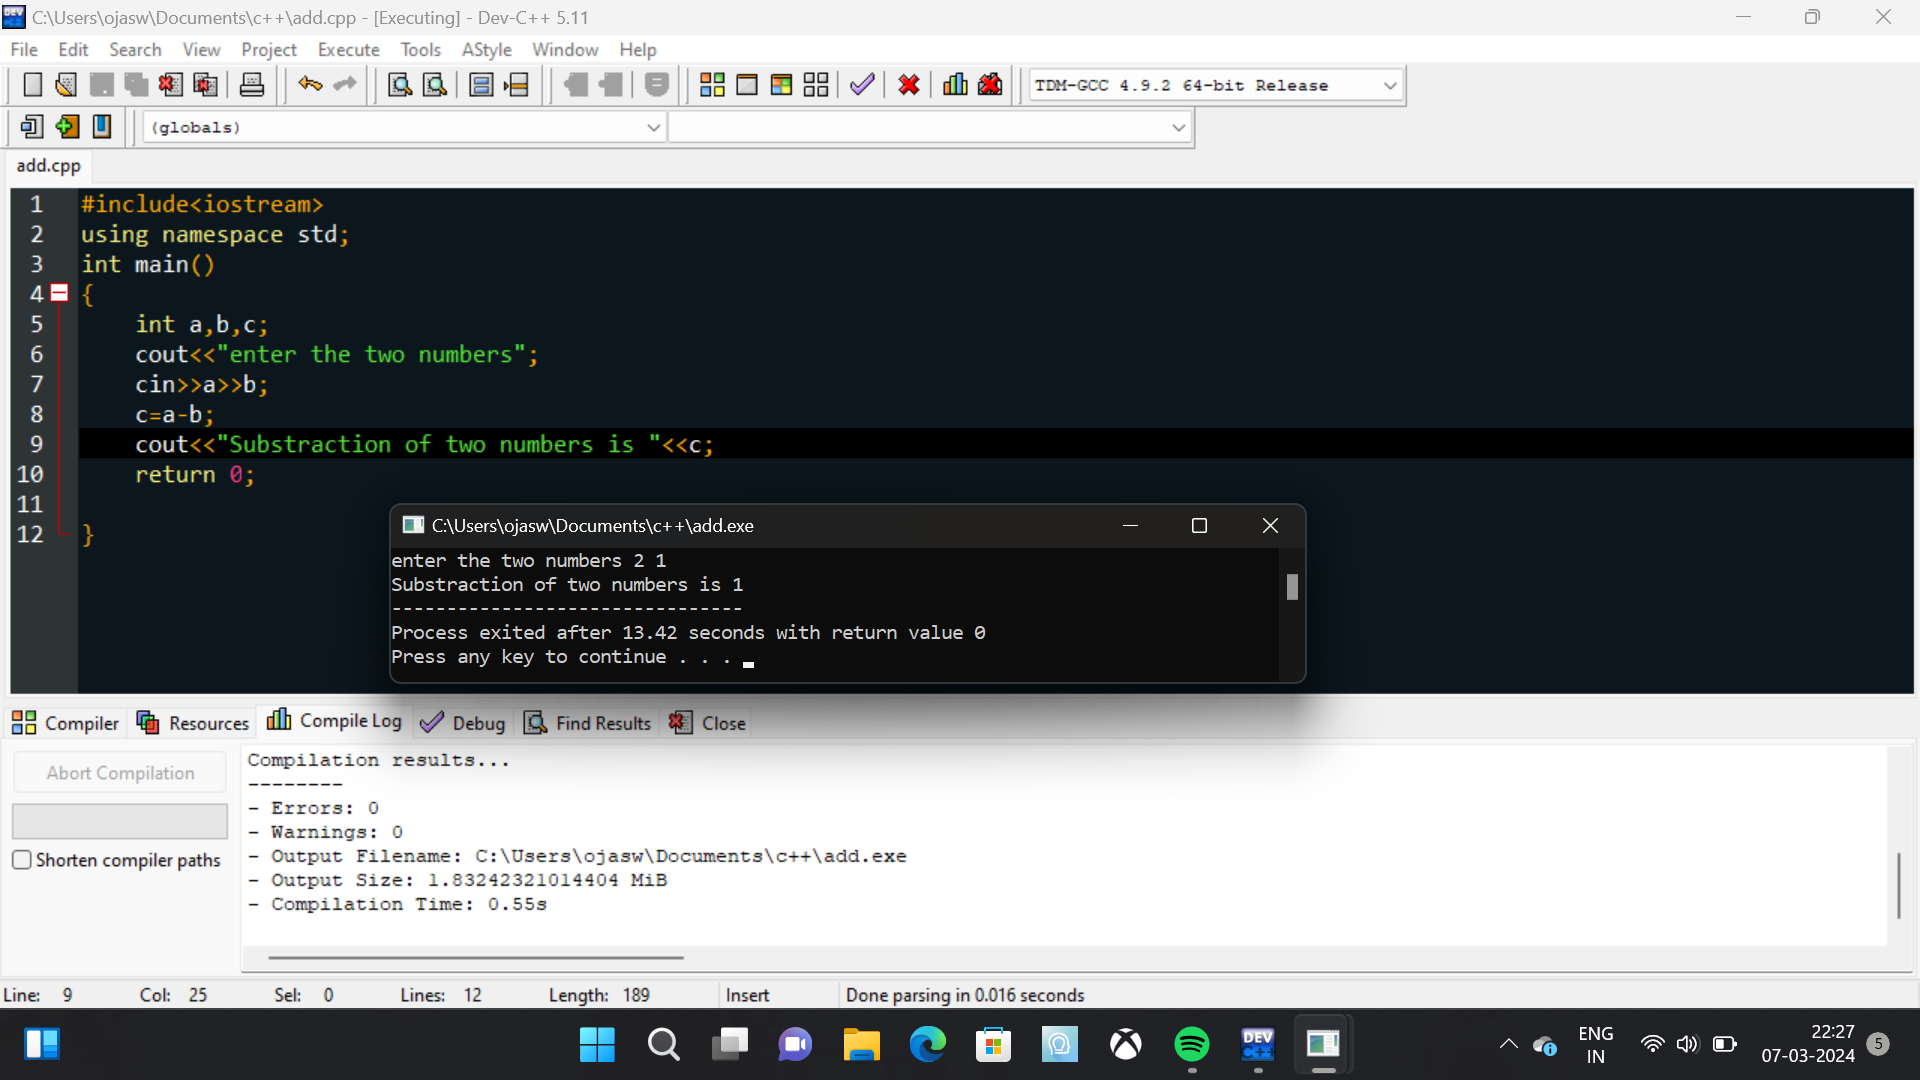 C:\Users\ojasw\Documents\c++\add.cpp - [Executing] - Dev-C++ 5.11
File Edit Search View Project Execute Tools AStyle Window Help
TDM-GCC 4.9.2 64-bit Release
(globals)
add.cpp
1 #include<iostream>
2 using namespace std;
3 int main()
4 {
5 int a,b,c;
6 cout<<"enter the two numbers";
7 cin>>a>>b;
8 c=a-b;
9 cout<<"Substraction of two numbers is "<<c;
10 return 0;
11
12 }
C:\Users\ojasw\Documents\c++\add.exe
enter the two numbers 2 1
Substraction of two numbers is 1
--------------------------------
Process exited after 13.42 seconds with return value 0
Press any key to continue . . .
Compiler Resources Compile Log Debug Find Results Close
Abort Compilation
Shorten compiler paths
Compilation results...
--------
- Errors: 0
- Warnings: 0
- Output Filename: C:\Users\ojasw\Documents\c++\add.exe
- Output Size: 1.83242321014404 MiB
- Compilation Time: 0.55s
Line: 9 Col: 25 Sel: 0 Lines: 12 Length: 189 Insert Done parsing in 0.016 seconds
DEV
C++
ENG
IN
22:27
07-03-2024
5